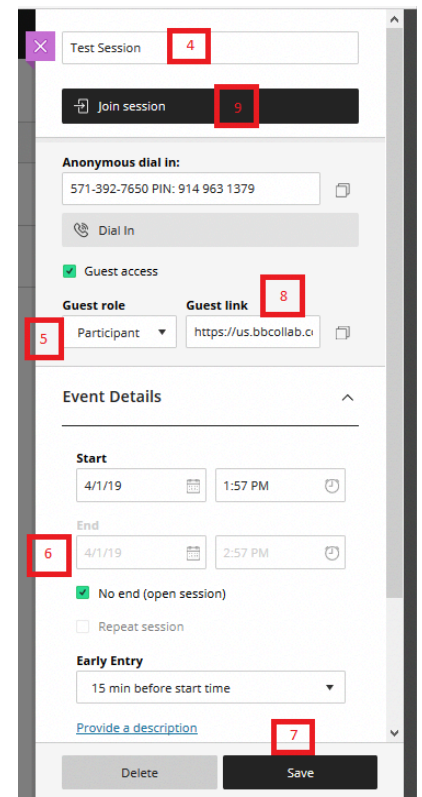 Test Session 4
Join session 9
Anonymous dial in:
571-392-7650 PIN: 914 963 1379
Dial In
Guest access
8
Guest role Guest link
5 Participant https://us.bbcollab.co
Event Details
Start
4/1/19 1:57 PM
End
6 4/1/19 2:57 PM
No end (open session)
Repeat session
Early Entry
15 min before start time
Provide a description
7
Delete Save